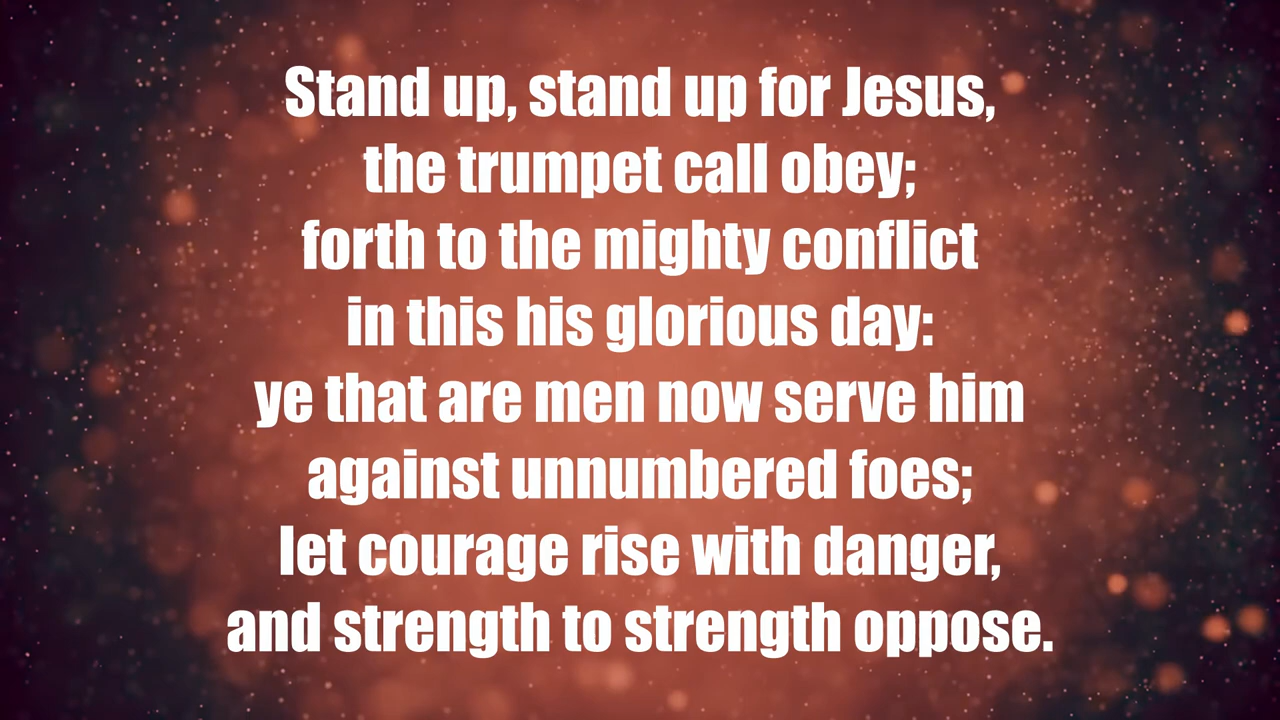 Stand up, stand up for Jesus,
the trumpet call obey;
forth to the mighty conflict
in this his glorious day:
ye that are men now serve him
against unnumbered foes;
let courage rise with danger,
and strength to strength oppose.